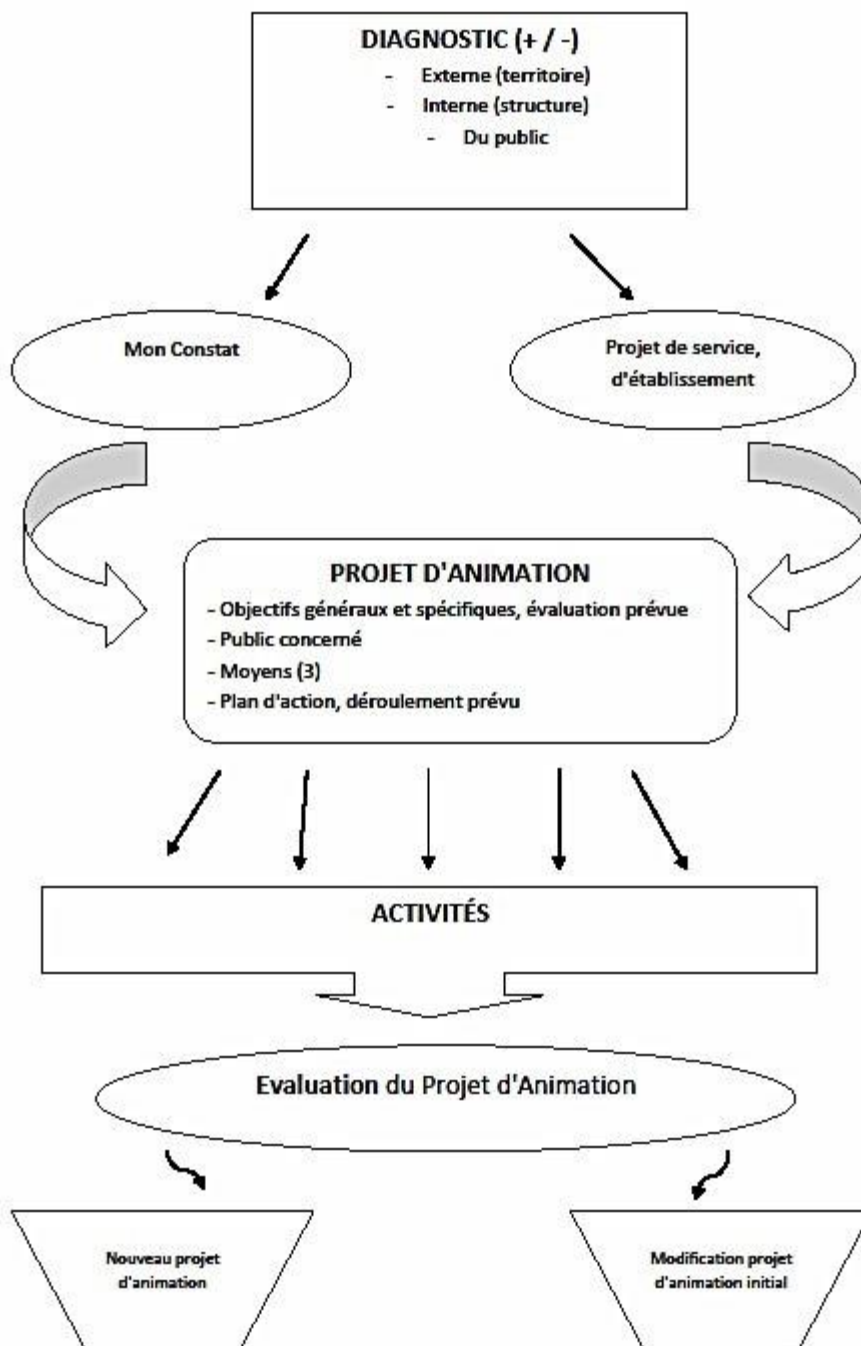 DIAGNOSTIC (+ / -)
- Externe (territoire)
- Interne (structure)
- Du public
Mon Constat
Projet de service,
d'établissement
PROJET D'ANIMATION
- Objectifs généraux et spécifiques, évaluation prévue
- Public concerné
- Moyens (3)
- Plan d'action, déroulement prévu
ACTIVITÉS
Evaluation du Projet d'Animation
Nouveau projet
d'animation
Modification projet
d'animation initial